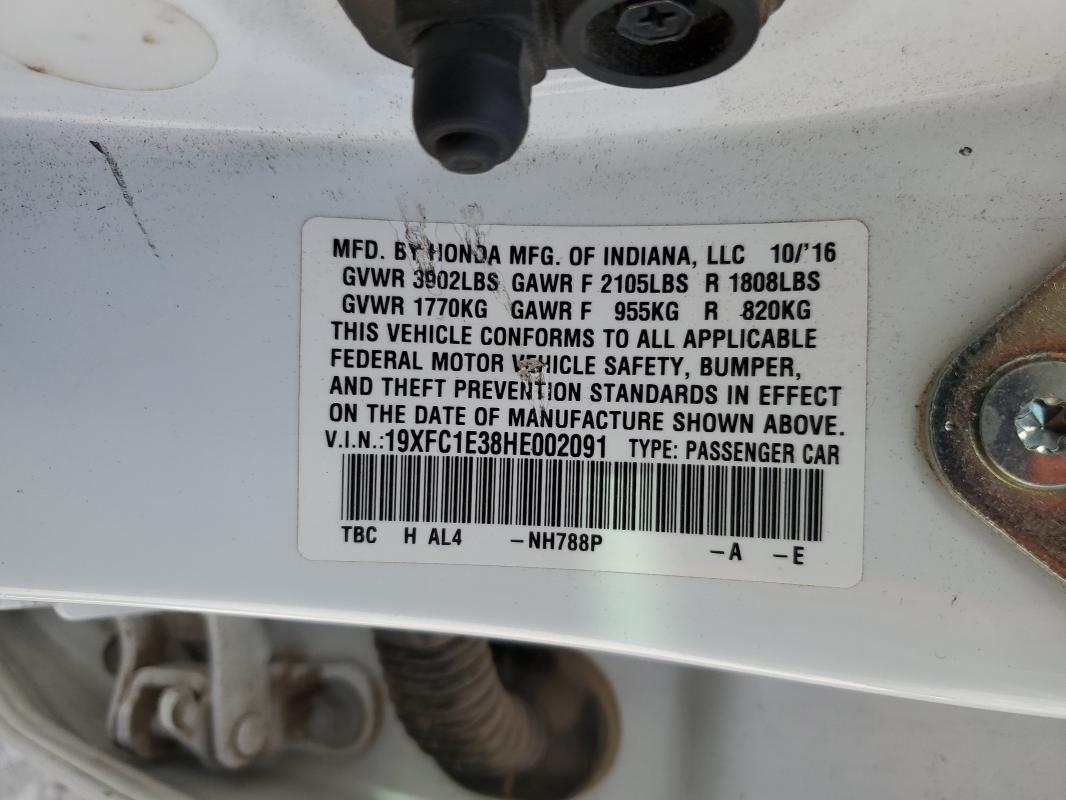 MFD. BY HONDA MFG. OF INDIANA, LLC 10/'16
GVWR 3902LBS GAWR F 2105LBS R 1808LBS
GVWR 1770KG GAWR F 955KG R 820KG
THIS VEHICLE CONFORMS TO ALL APPLICABLE
FEDERAL MOTOR VEHICLE SAFETY, BUMPER,
AND THEFT PREVENTION STANDARDS IN EFFECT
ON THE DATE OF MANUFACTURE SHOWN ABOVE.
V.I.N.:19XFC1E38HE002091 TYPE: PASSENGER CAR
TBC H AL4 -NH788P -A -E